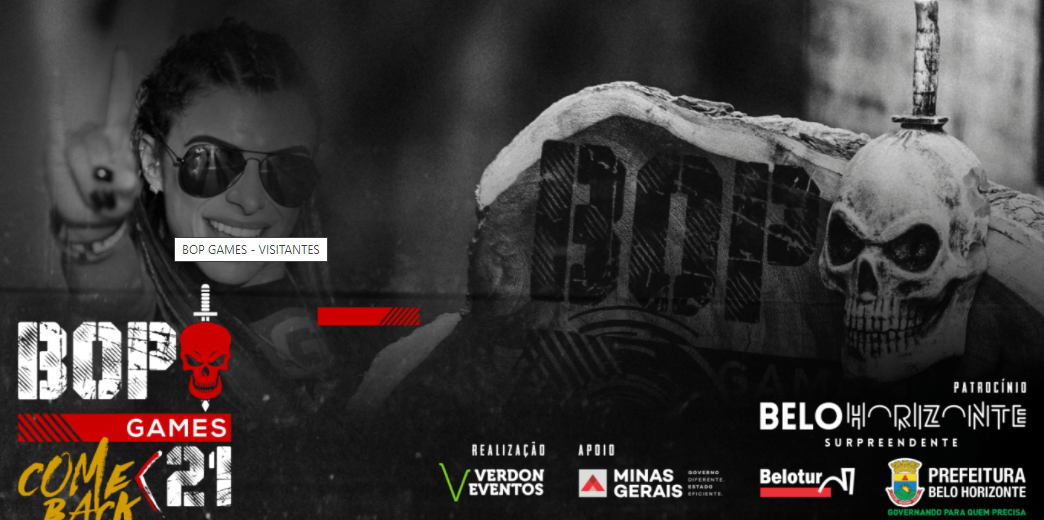 BOP
BOP GAMES - VISITANTES
BOP
GAMES
COME
BACK
21
GAM
PATROCÍNIO
BELO HORIZONTE
SURPREENDENTE
REALIZAÇÃO
VERDON
EVENTOS
APOIO
MINAS
GERAIS
GOVERNO
DIFERENTE.
ESTADO
EFICIENTE.
Belotur
PREFEITURA
BELO HORIZONTE
GOVERNANDO PARA QUEM PRECISA